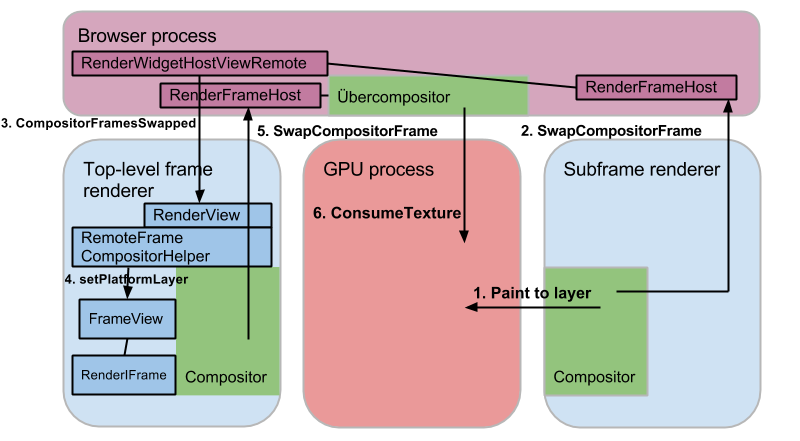 Browser process
RenderWidgetHostViewRemote
RenderFrameHost
RenderFrameHost
Übercompositor
3. CompositorFramesSwapped
5. SwapCompositorFrame
2. SwapCompositorFrame
Top-level frame
renderer
GPU process
Subframe renderer
RenderView
6. ConsumeTexture
RemoteFrame
CompositorHelper
4. setPlatformLayer
1. Paint to layer
FrameView
RenderIFrame
Compositor
Compositor